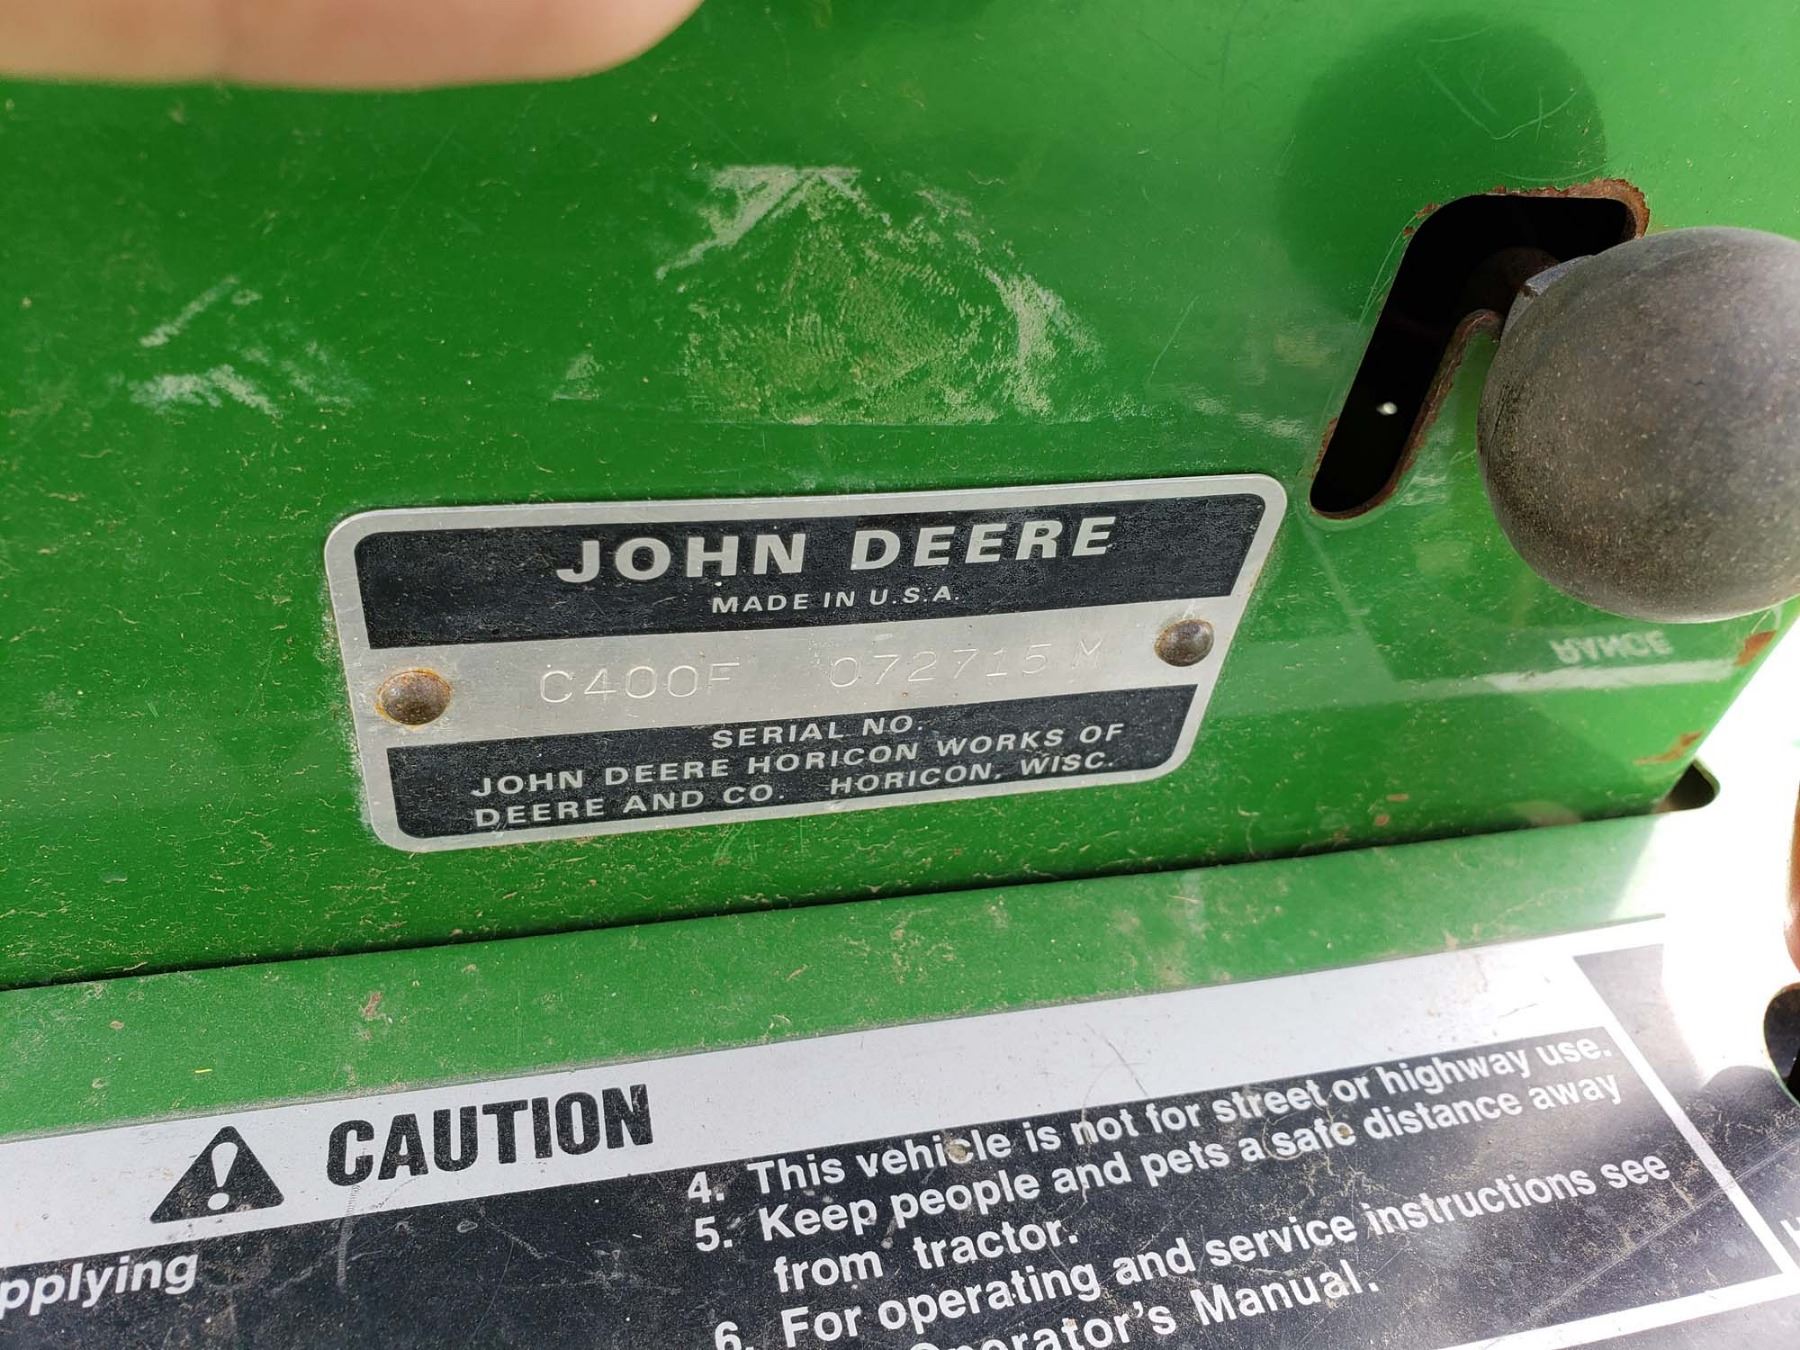 JOHN DEERE
MADE IN U.S.A.
C400F 072715 M
SERIAL NO.
JOHN DEERE HORICON WORKS OF
DEERE AND CO. HORICON, WISC.
RANGE
CAUTION
4. This vehicle is not for street or highway use.
5. Keep people and pets a safe distance away
from tractor.
6. For operating and service instructions see
Operator's Manual.